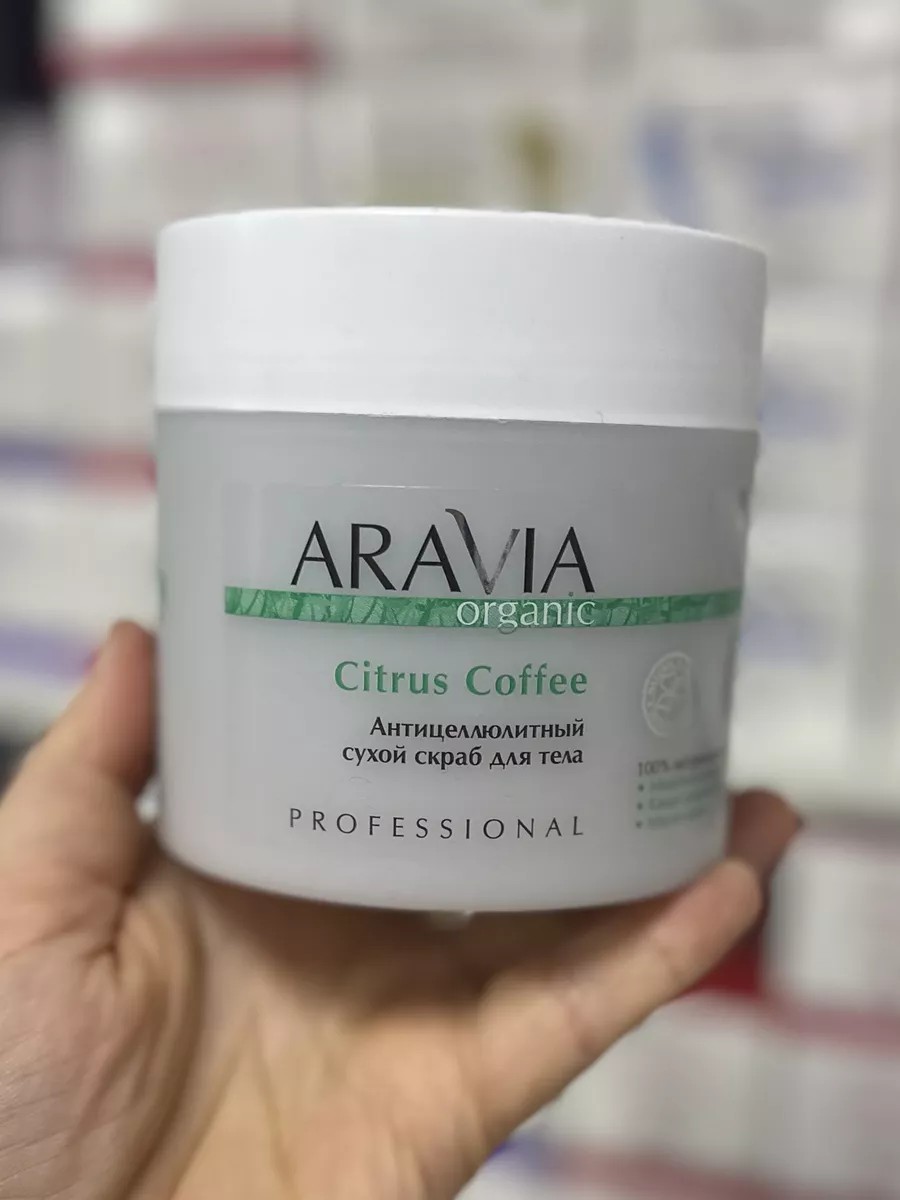 ARAVIA
organic
Citrus Coffee
Антицеллюлитный
сухой скраб для тела
PROFESSIONAL
100%